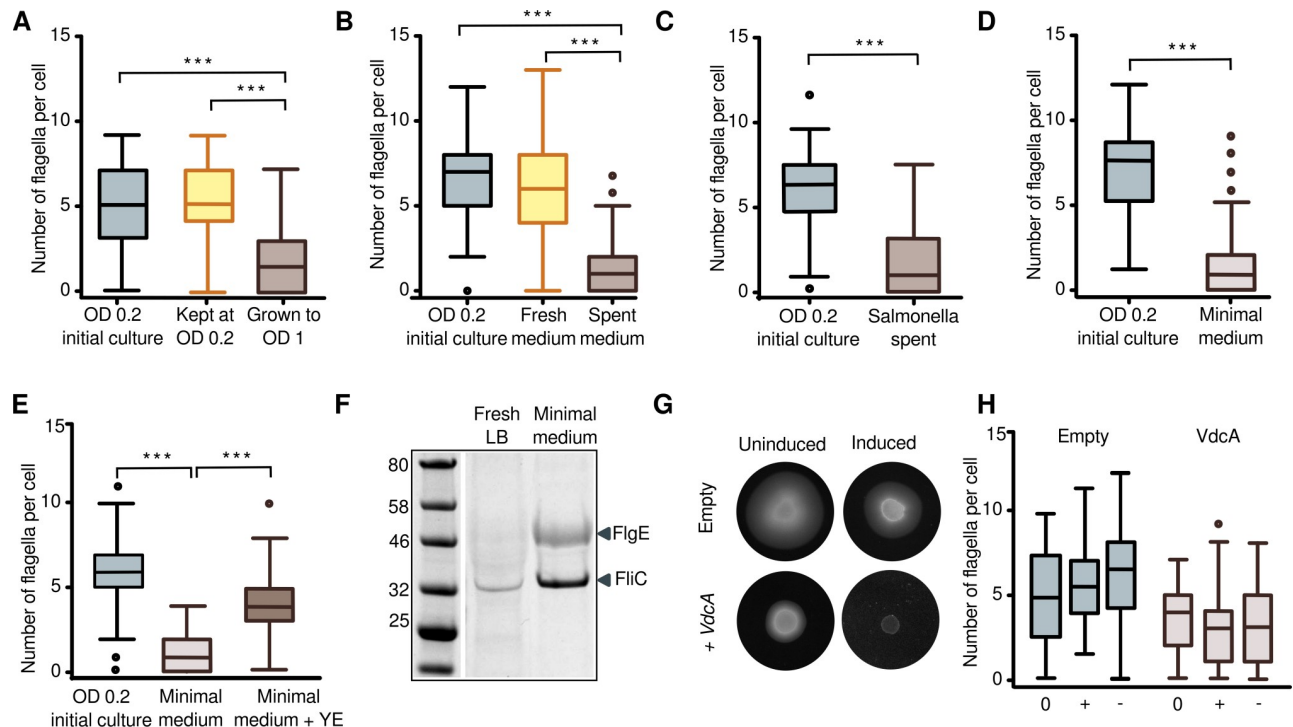 A
Number of flagella per cell
15
10
5
0
***
***
OD 0.2
initial culture
Kept at
OD 0.2
Grown to
OD 1
B
Number of flagella per cell
15
10
5
0
***
***
OD 0.2
initial culture
Fresh
medium
Spent
medium
C
Number of flagella per cell
15
10
5
0
***
OD 0.2
initial culture
Salmonella
spent
D
Number of flagella per cell
15
10
5
0
***
OD 0.2
initial culture
Minimal
medium
E
Number of flagella per cell
15
10
5
0
***
***
OD 0.2
initial culture
Minimal
medium
Minimal
medium + YE
F
Fresh
LB
Minimal
medium
80
58
46
32
25
FlgE
FliC
G
Uninduced
Induced
Empty
+ VdcA
H
Number of flagella per cell
15
10
5
0
Empty
VdcA
0 + - 0 + -